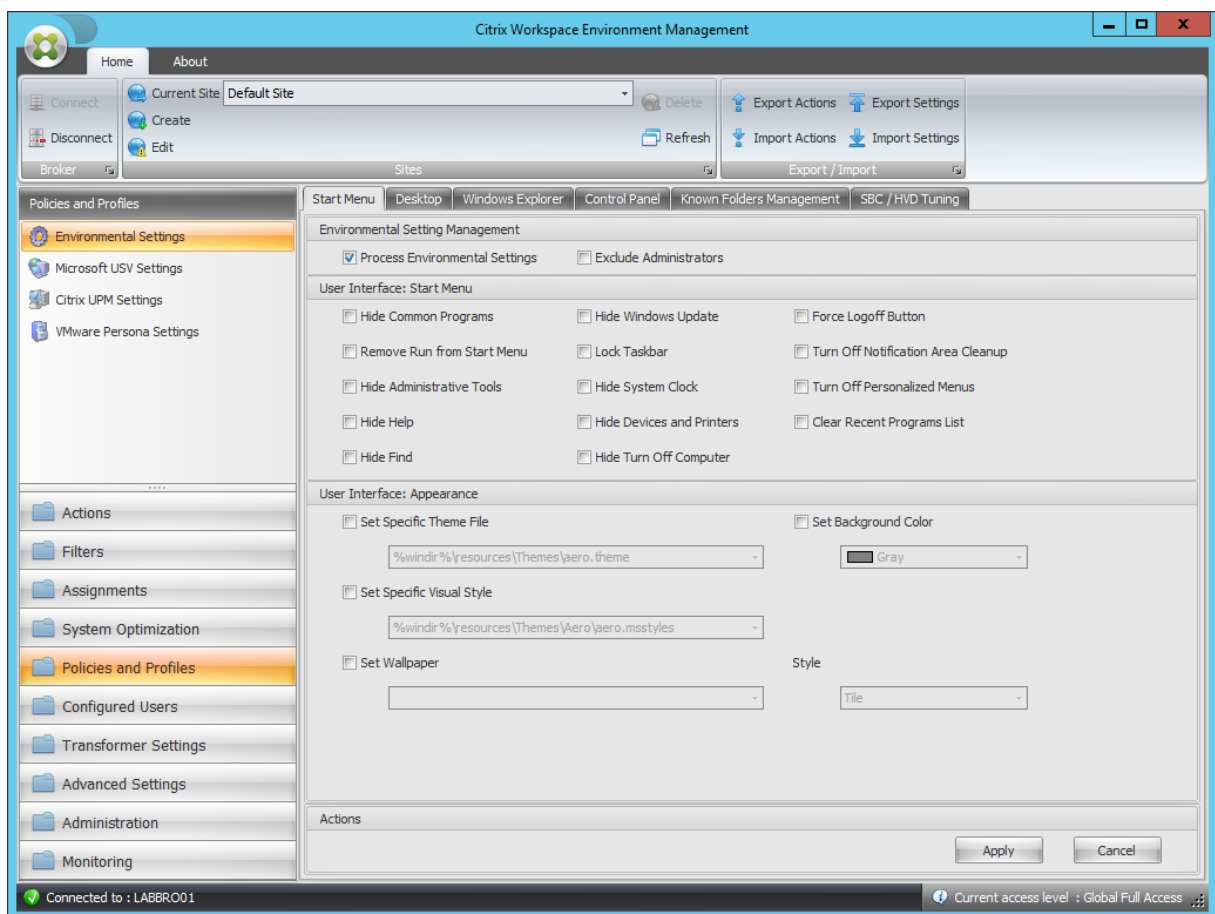 Citrix Workspace Environment Management
Home About
Connect
Disconnect
Broker
Current Site Default Site
Create
Edit
Delete
Refresh
Sites
Export Actions Export Settings
Import Actions Import Settings
Export / Import
Policies and Profiles
Environmental Settings
Microsoft USV Settings
Citrix UPM Settings
VMware Persona Settings
Actions
Filters
Assignments
System Optimization
Policies and Profiles
Configured Users
Transformer Settings
Advanced Settings
Administration
Monitoring
Start Menu Desktop Windows Explorer Control Panel Known Folders Management SBC / HVD Tuning
Environmental Setting Management
Process Environmental Settings Exclude Administrators
User Interface: Start Menu
Hide Common Programs Hide Windows Update Force Logoff Button
Remove Run from Start Menu Lock Taskbar Turn Off Notification Area Cleanup
Hide Administrative Tools Hide System Clock Turn Off Personalized Menus
Hide Help Hide Devices and Printers Clear Recent Programs List
Hide Find Hide Turn Off Computer
User Interface: Appearance
Set Specific Theme File Set Background Color
%windir%\resources\Themes\aero.theme Gray
Set Specific Visual Style
%windir%\resources\Themes\Aero\aero.msstyles
Set Wallpaper Style
Tile
Actions
Apply Cancel
Connected to : LABBRO01
Current access level : Global Full Access